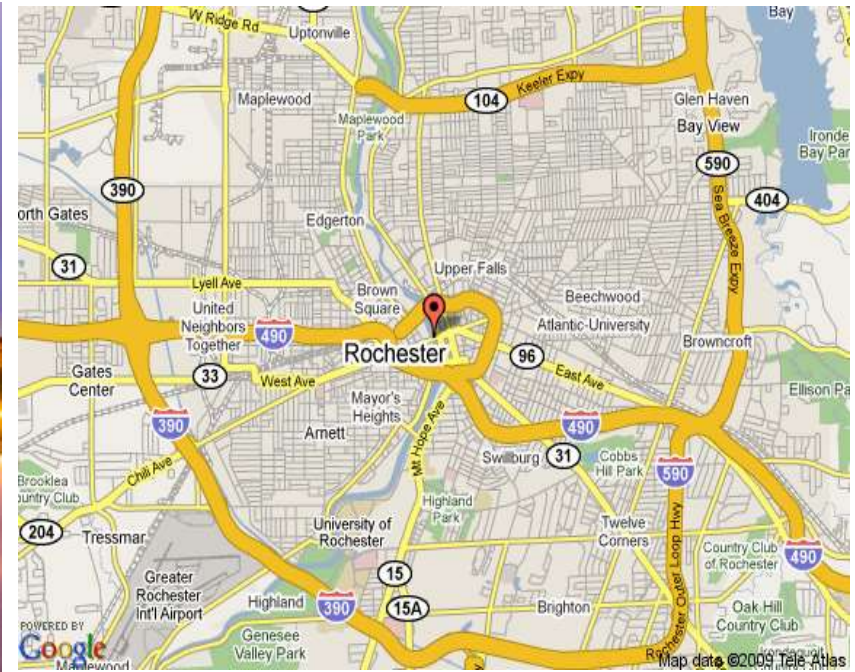 Bay
W Ridge Rd
Uptonville
Keeler Expy
Maplewood
104
Glen Haven
Maplewood
Park
Bay View
Bay Par
590
390
404
orth Gates
Edgerton
Sea Breeze Expy
31
Upper Falls
Lyell Ave
Brown
Square
Beechwood
United
Neighbors
Together
490
Atlantic-University
Rochester
96
Browncroft
Gates
Center
33
West Ave
East Ave
Mayor's
Heights
Ellison Pa
390
Arnett
Mt Hope Ave
490
Chili Ave
Swillburg
31
Cobbs
Hill Park
590
Brooklea
ountry Club
Highland
Park
204
Tressmar
University of
Rochester
Twelve
Corners
Country Club
of Rochester
490
15
Greater
Rochester
Int'l Airport
Highland
390
15A
Brighton
Rochester Outer Loop Hwy
Oak Hill
Country Club
POWERED BY
Google
Genesee
Valley Park
Maplewood
Map data ©2009 Tele Atlas